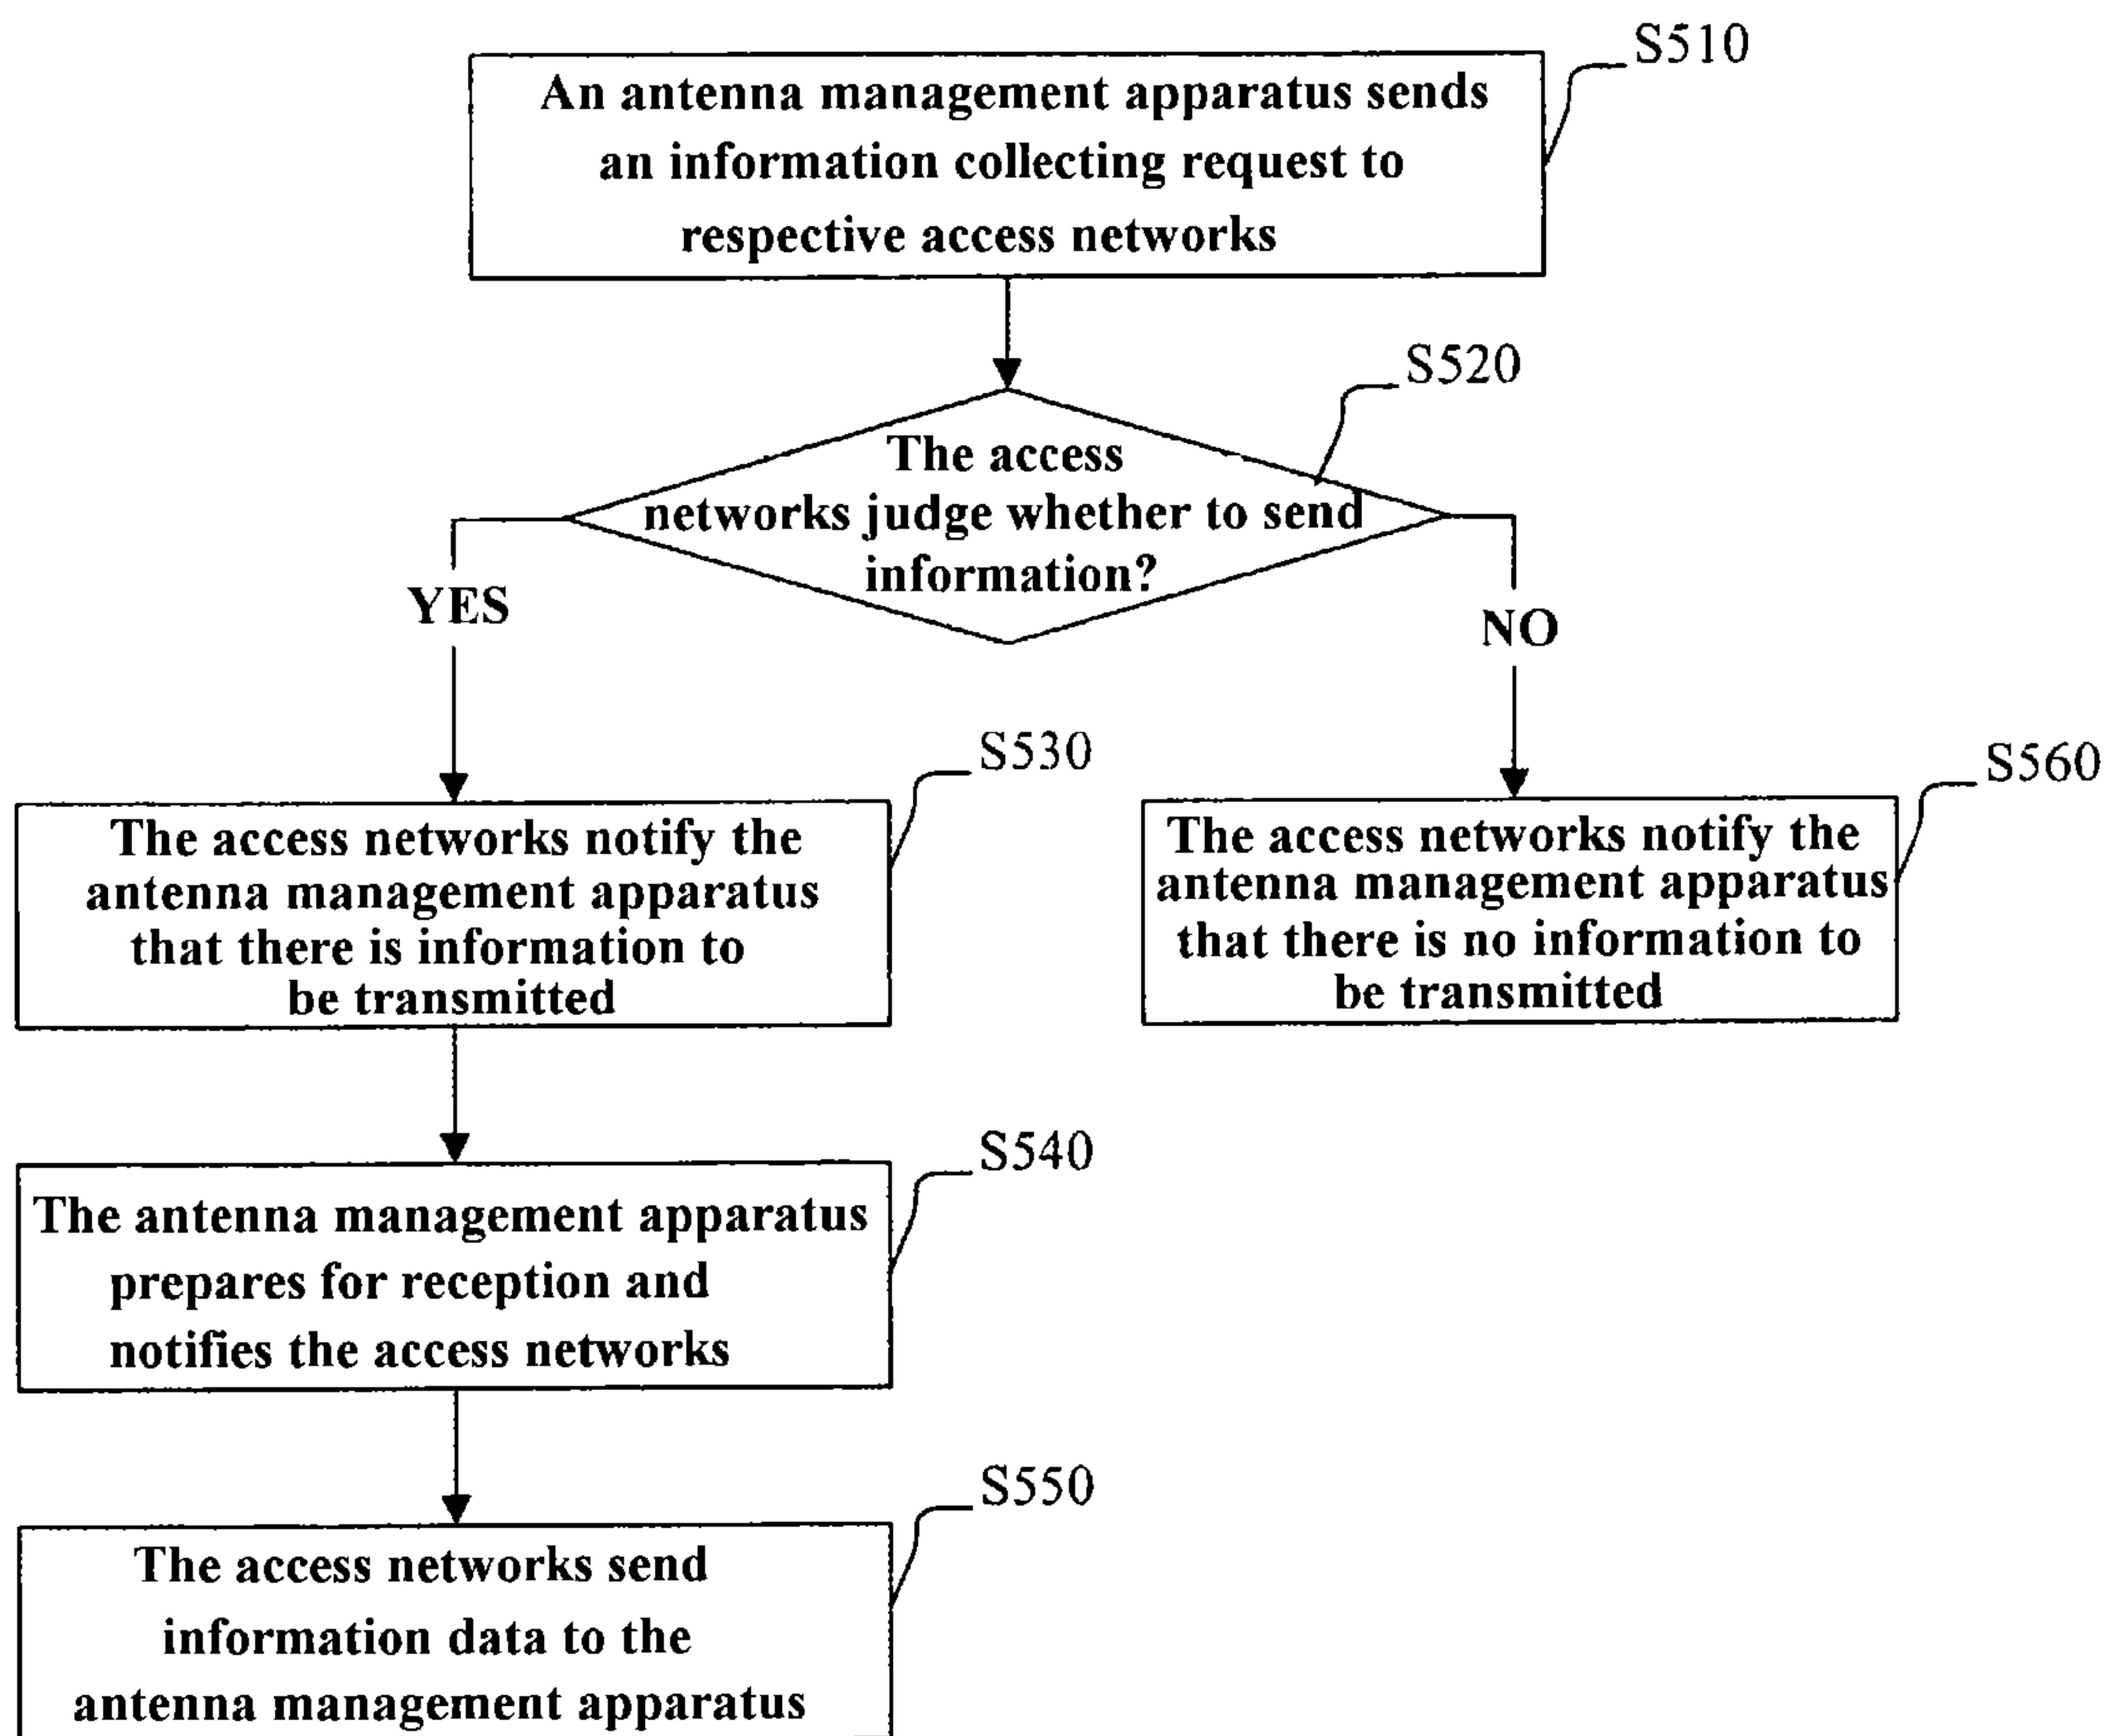 S510
An antenna management apparatus sends
an information collecting request to
respective access networks
S520
The access
networks judge whether to send
information?
YES
NO
S530
The access networks notify the
antenna management apparatus
that there is information to
be transmitted
S560
The access networks notify the
antenna management apparatus
that there is no information to
be transmitted
S540
The antenna management apparatus
prepares for reception and
notifies the access networks
S550
The access networks send
information data to the
antenna management apparatus